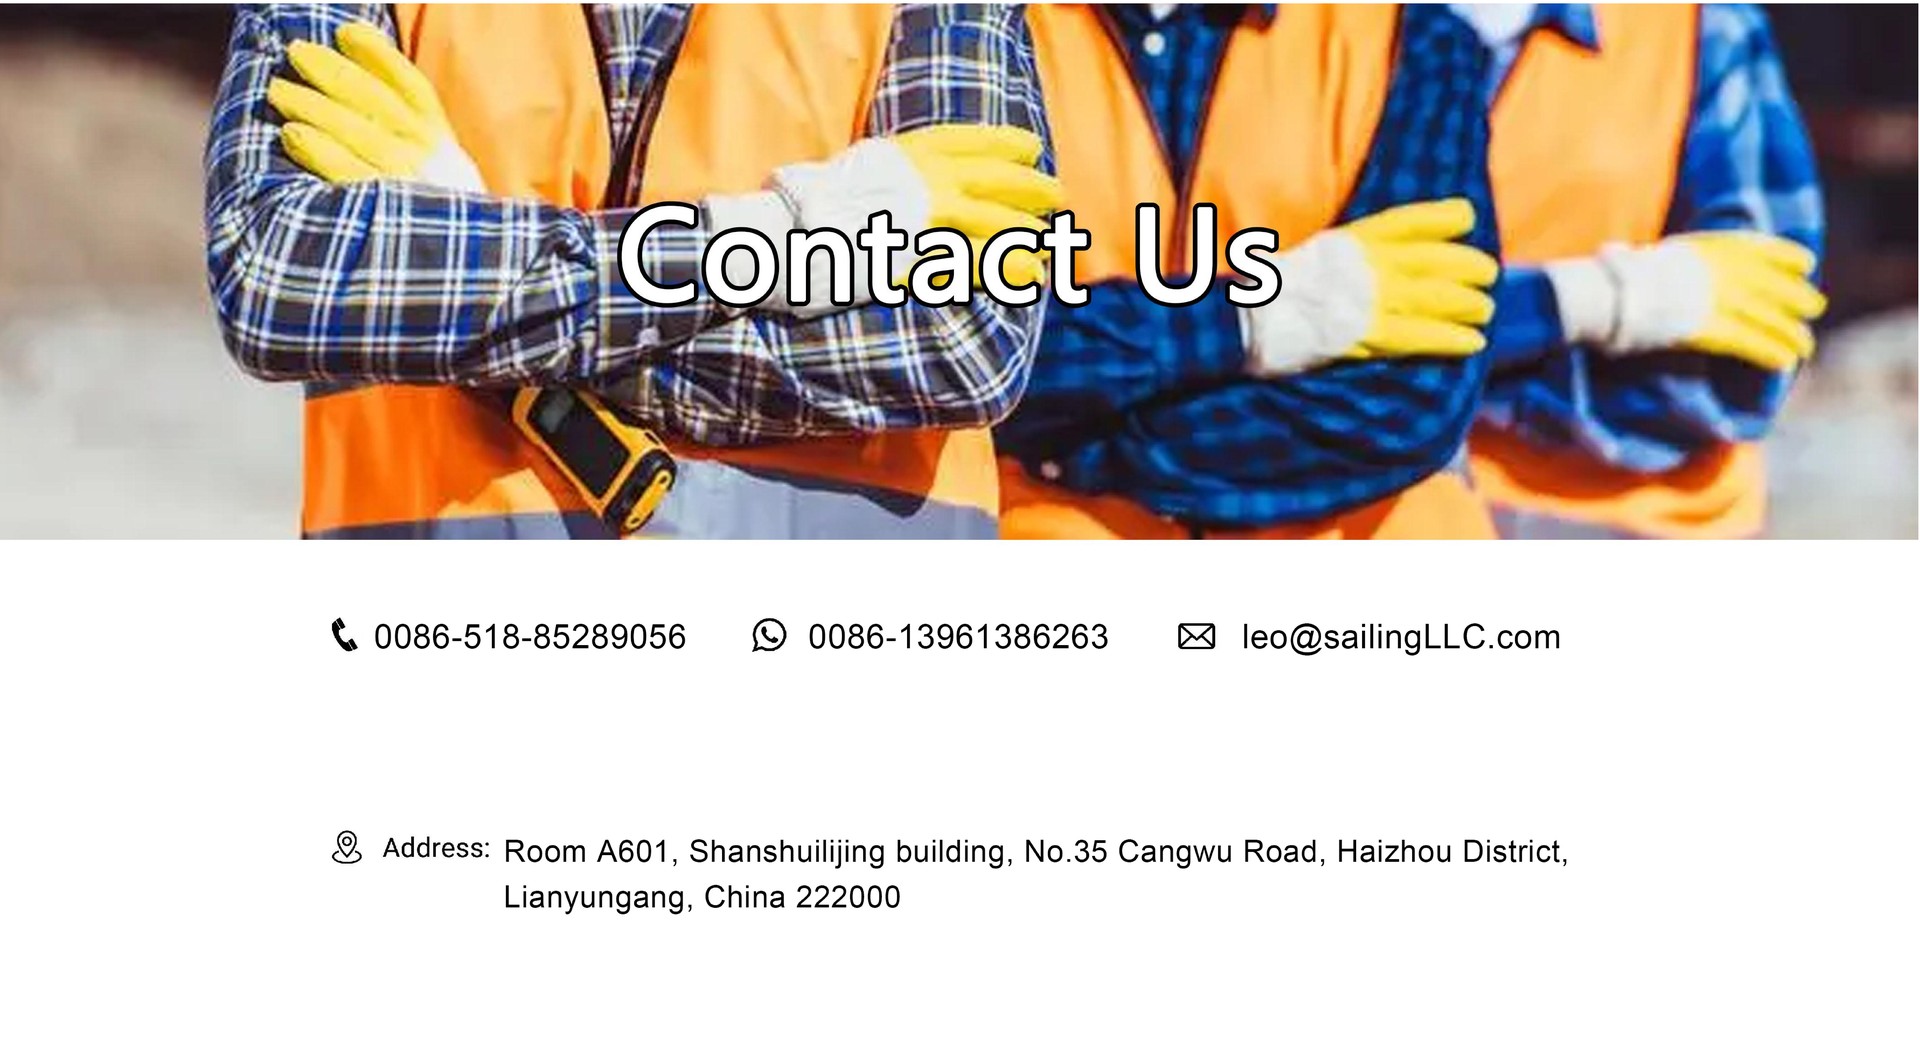 Contact Us
0086-518-85289056 0086-13961386263 leo@sailingLLC.com
Address: Room A601, Shanshuilijing building, No.35 Cangwu Road, Haizhou District,
Lianyungang, China 222000